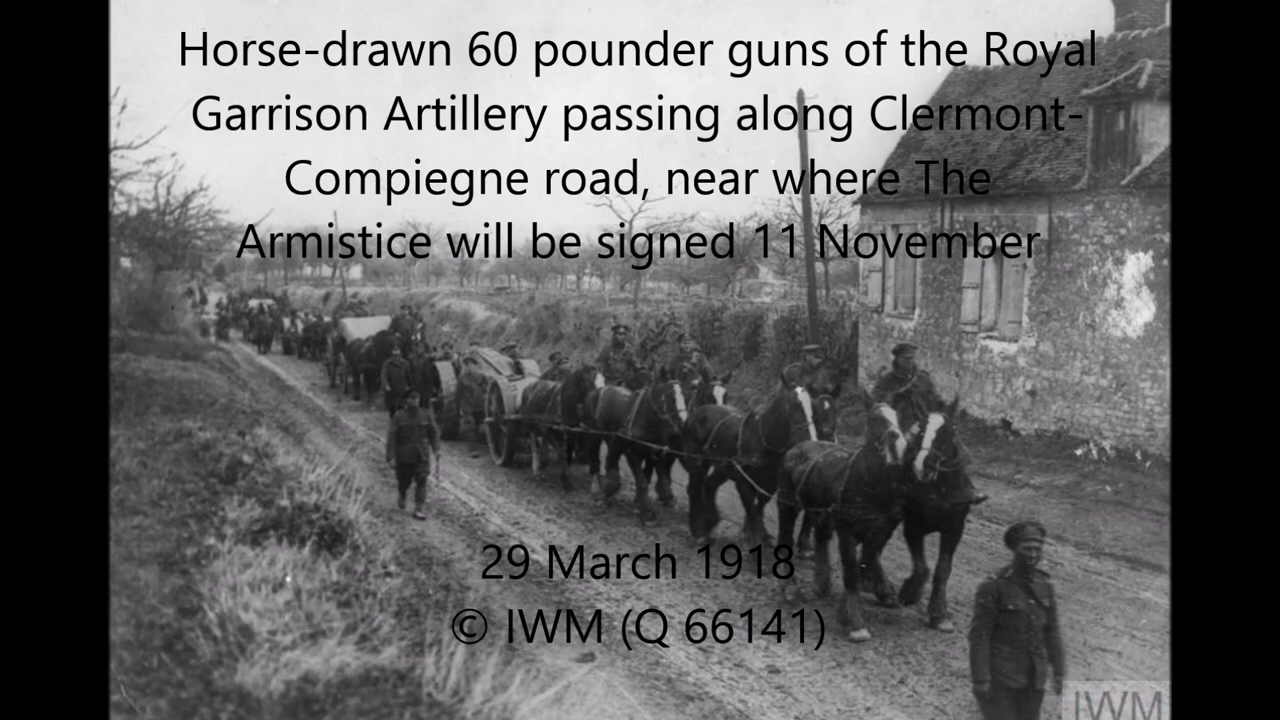 Horse-drawn 60 pounder guns of the Royal
Garrison Artillery passing along Clermont-
Compiegne road, near where The
Armistice will be signed 11 November
29 March 1918
© IWM (Q 66141)
IWM